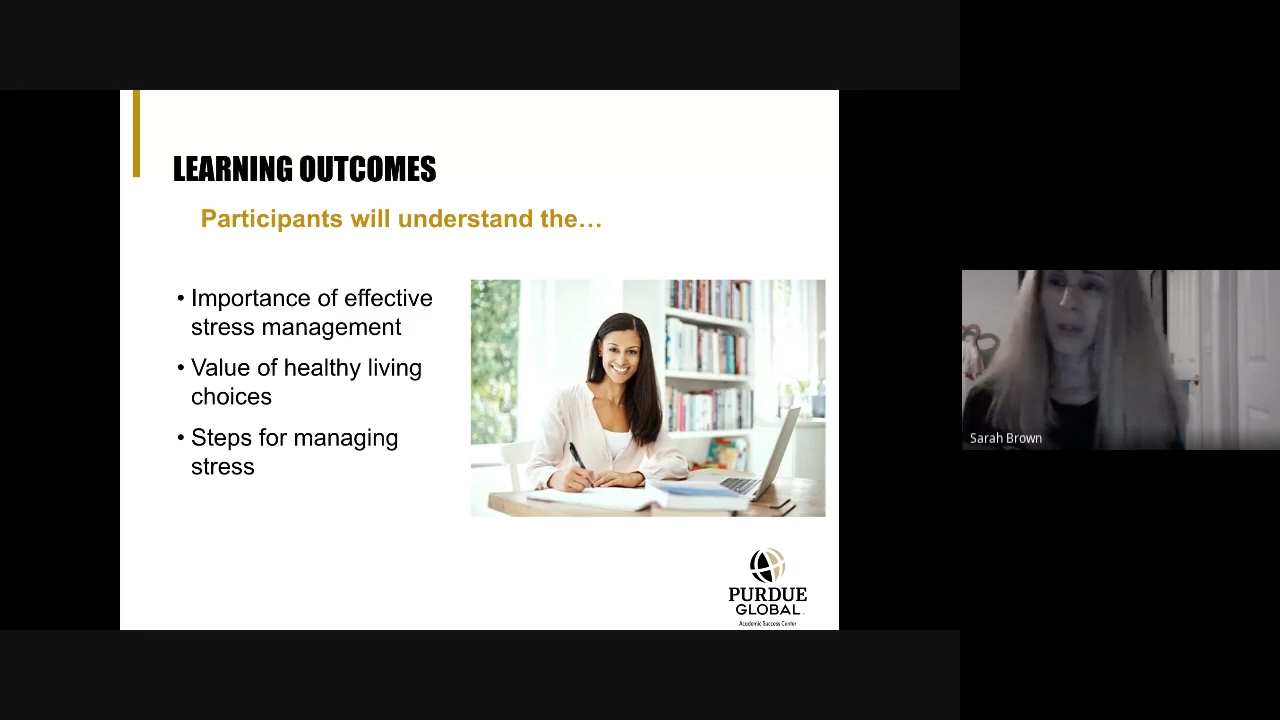 LEARNING OUTCOMES
Participants will understand the…
• Importance of effective
stress management
• Value of healthy living
choices
• Steps for managing
stress
PURDUE
GLOBAL
Academic Success Center
Sarah Brown